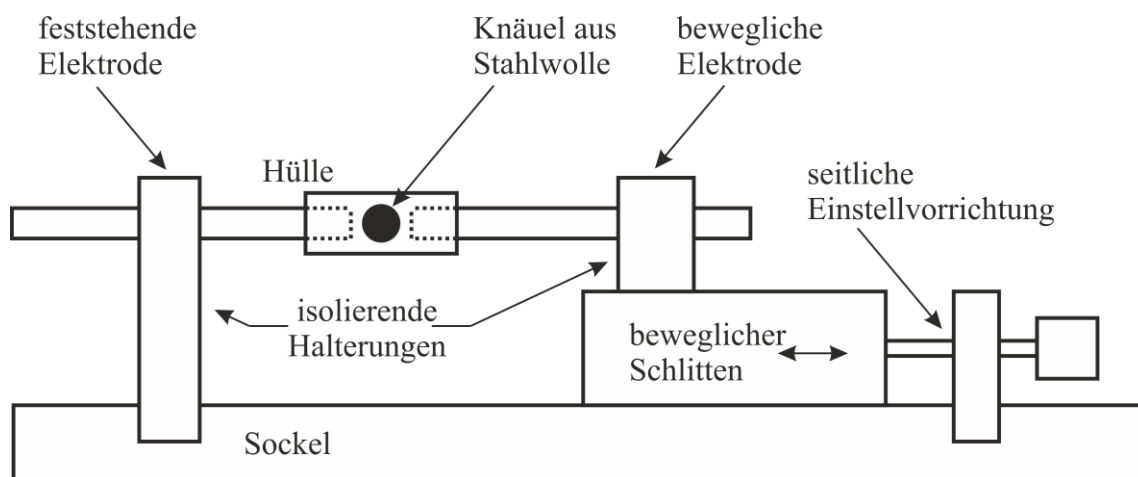 feststehende
Elektrode
Knäuel aus
Stahlwolle
bewegliche
Elektrode
Hülle
seitliche
Einstellvorrichtung
isolierende
Halterungen
beweglicher
Schlitten
Sockel